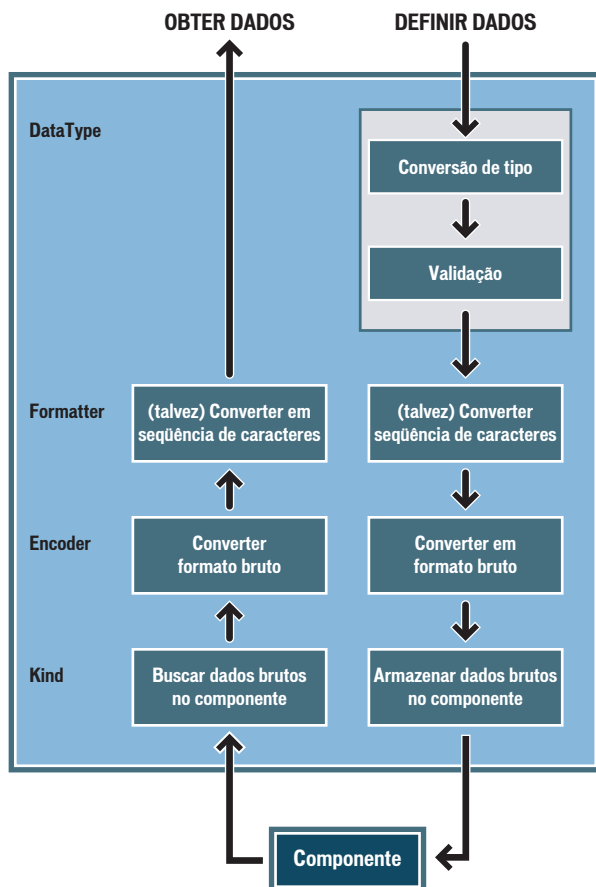 OBTER DADOS
DEFINIR DADOS
DataType
Conversão de tipo
Validação
Formatter
(talvez) Converter em
seqüência de caracteres
(talvez) Converter
seqüência de caracteres
Encoder
Converter
formato bruto
Converter em
formato bruto
Kind
Buscar dados brutos
no componente
Armazenar dados brutos
no componente
Componente